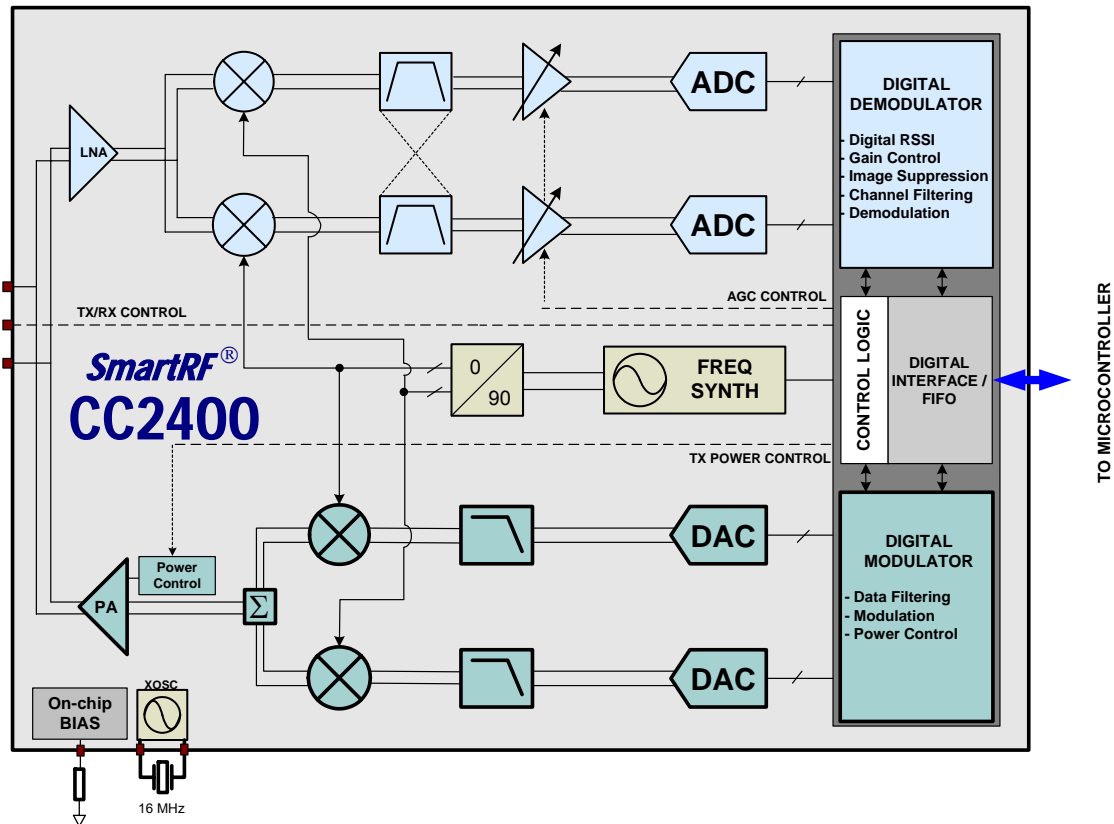 ADC
DIGITAL
DEMODULATOR
- Digital RSSI
- Gain Control
- Image Suppression
- Channel Filtering
- Demodulation
LNA
ADC
AGC CONTROL
TX/RX CONTROL
SmartRF®
CC2400
0
90
FREQ
SYNTH
CONTROL LOGIC
DIGITAL
INTERFACE /
FIFO
TO MICROCONTROLLER
TX POWER CONTROL
DAC
DIGITAL
MODULATOR
- Data Filtering
- Modulation
- Power Control
Power
Control
PA
Σ
DAC
On-chip
BIAS
XOSC
16 MHz